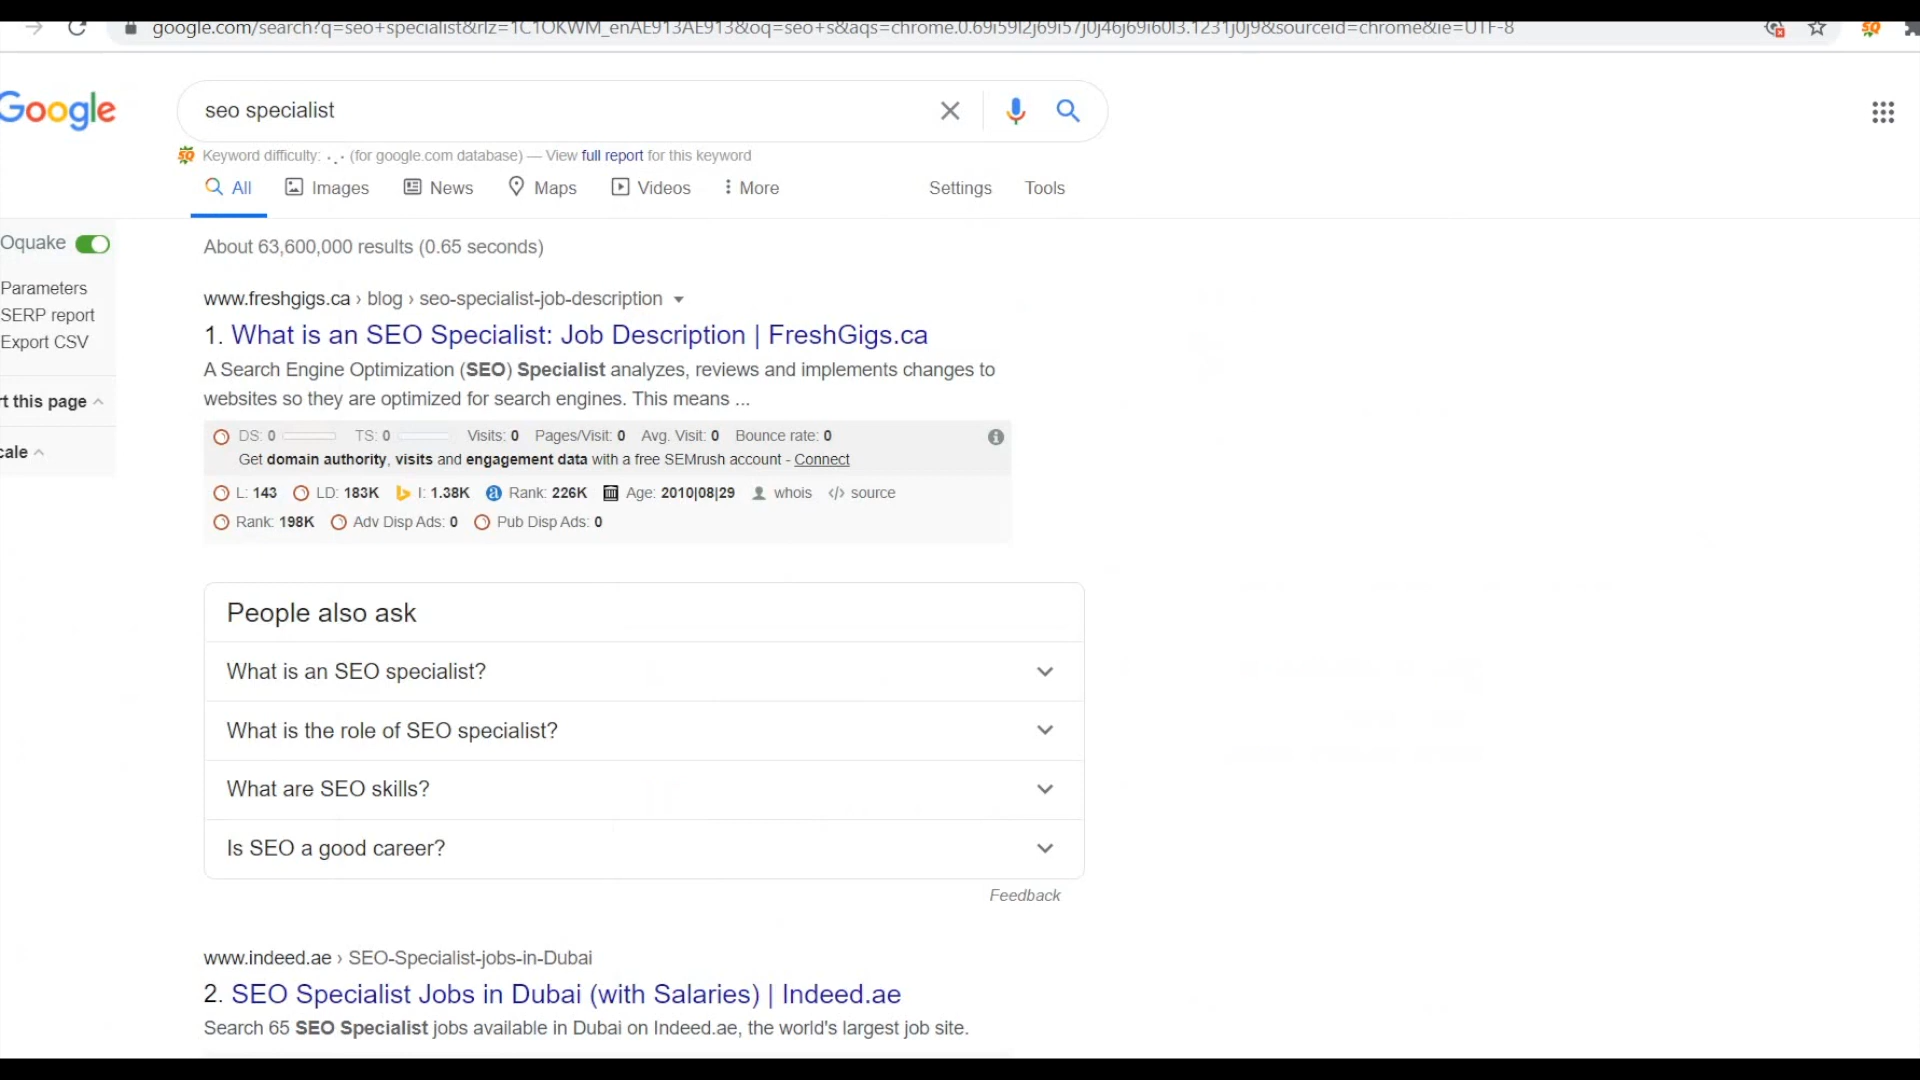 google.com/search?q=seo+specialist&rlz=1C1OKWM_enAE913AE913&oq=seo+s&aqs=chrome.0.69i59l2j69i57j0j46j69i60l3.1231j0j9&sourceid=chrome&ie=UTF-8
Google
seo specialist
Keyword difficulty: (for google.com database) — View full report for this keyword
All Images News Maps Videos More Settings Tools
Oquake
About 63,600,000 results (0.65 seconds)
Parameters
SERP report
Export CSV
rt this page
cale
www.freshgigs.ca › blog › seo-specialist-job-description
1. What is an SEO Specialist: Job Description | FreshGigs.ca
A Search Engine Optimization (SEO) Specialist analyzes, reviews and implements changes to
websites so they are optimized for search engines. This means ...
DS: 0 TS: 0 Visits: 0 Pages/Visit: 0 Avg. Visit: 0 Bounce rate: 0
Get domain authority, visits and engagement data with a free SEMrush account - Connect
L: 143 LD: 183K I: 1.38K Rank: 226K Age: 2010|08|29 whois </> source
Rank: 198K Adv Disp Ads: 0 Pub Disp Ads: 0
People also ask
What is an SEO specialist?
What is the role of SEO specialist?
What are SEO skills?
Is SEO a good career?
Feedback
www.indeed.ae › SEO-Specialist-jobs-in-Dubai
2. SEO Specialist Jobs in Dubai (with Salaries) | Indeed.ae
Search 65 SEO Specialist jobs available in Dubai on Indeed.ae, the world's largest job site.